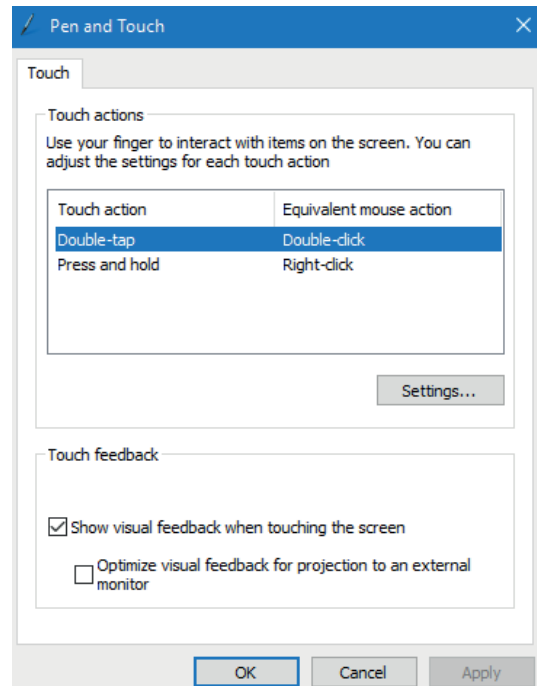 Pen and Touch
Touch
Touch actions
Use your finger to interact with items on the screen. You can
adjust the settings for each touch action
Touch action Equivalent mouse action
Double-tap Double-click
Press and hold Right-click
Settings...
Touch feedback
Show visual feedback when touching the screen
Optimize visual feedback for projection to an external
monitor
OK Cancel Apply